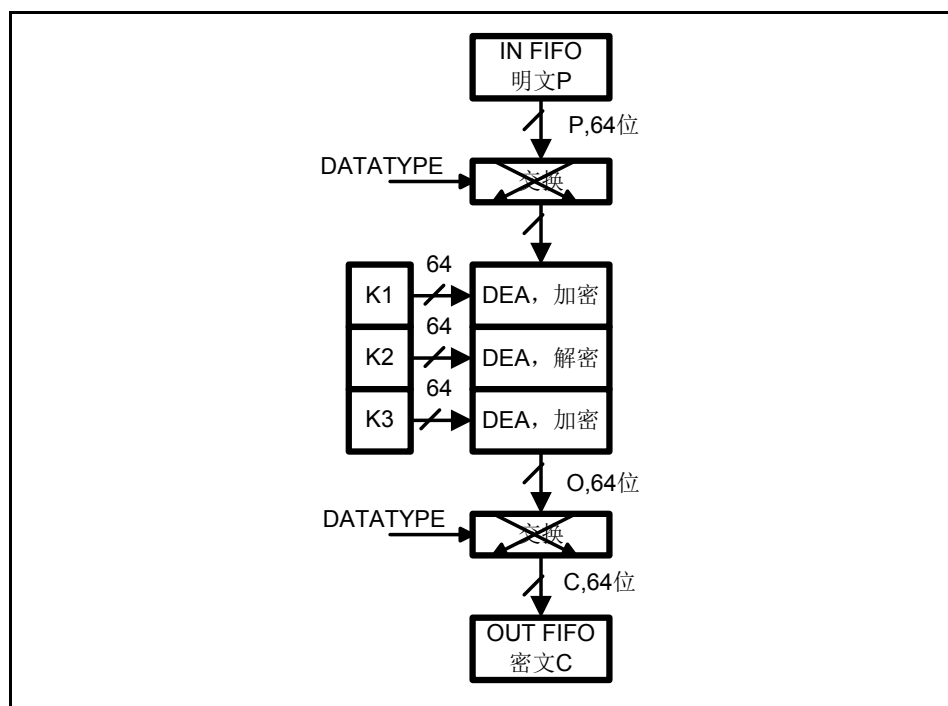 IN FIFO
明文P
P,64位
DATATYPE
交换
64
K1
DEA，加密
64
K2
DEA，解密
64
K3
DEA，加密
O,64位
DATATYPE
交换
C,64位
OUT FIFO
密文C